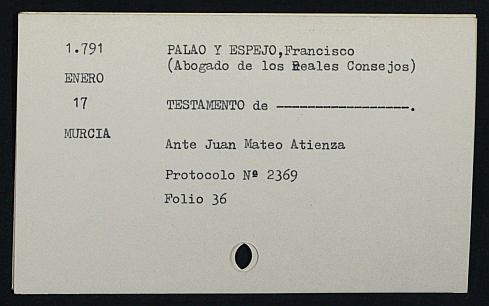 1.791 PALAO Y ESPEJO,Francisco
(Abogado de los Reales Consejos)
ENERO
17 TESTAMENTO de -----------------.
MURCIA
Ante Juan Mateo Atienza
Protocolo Nº 2369
Folio 36